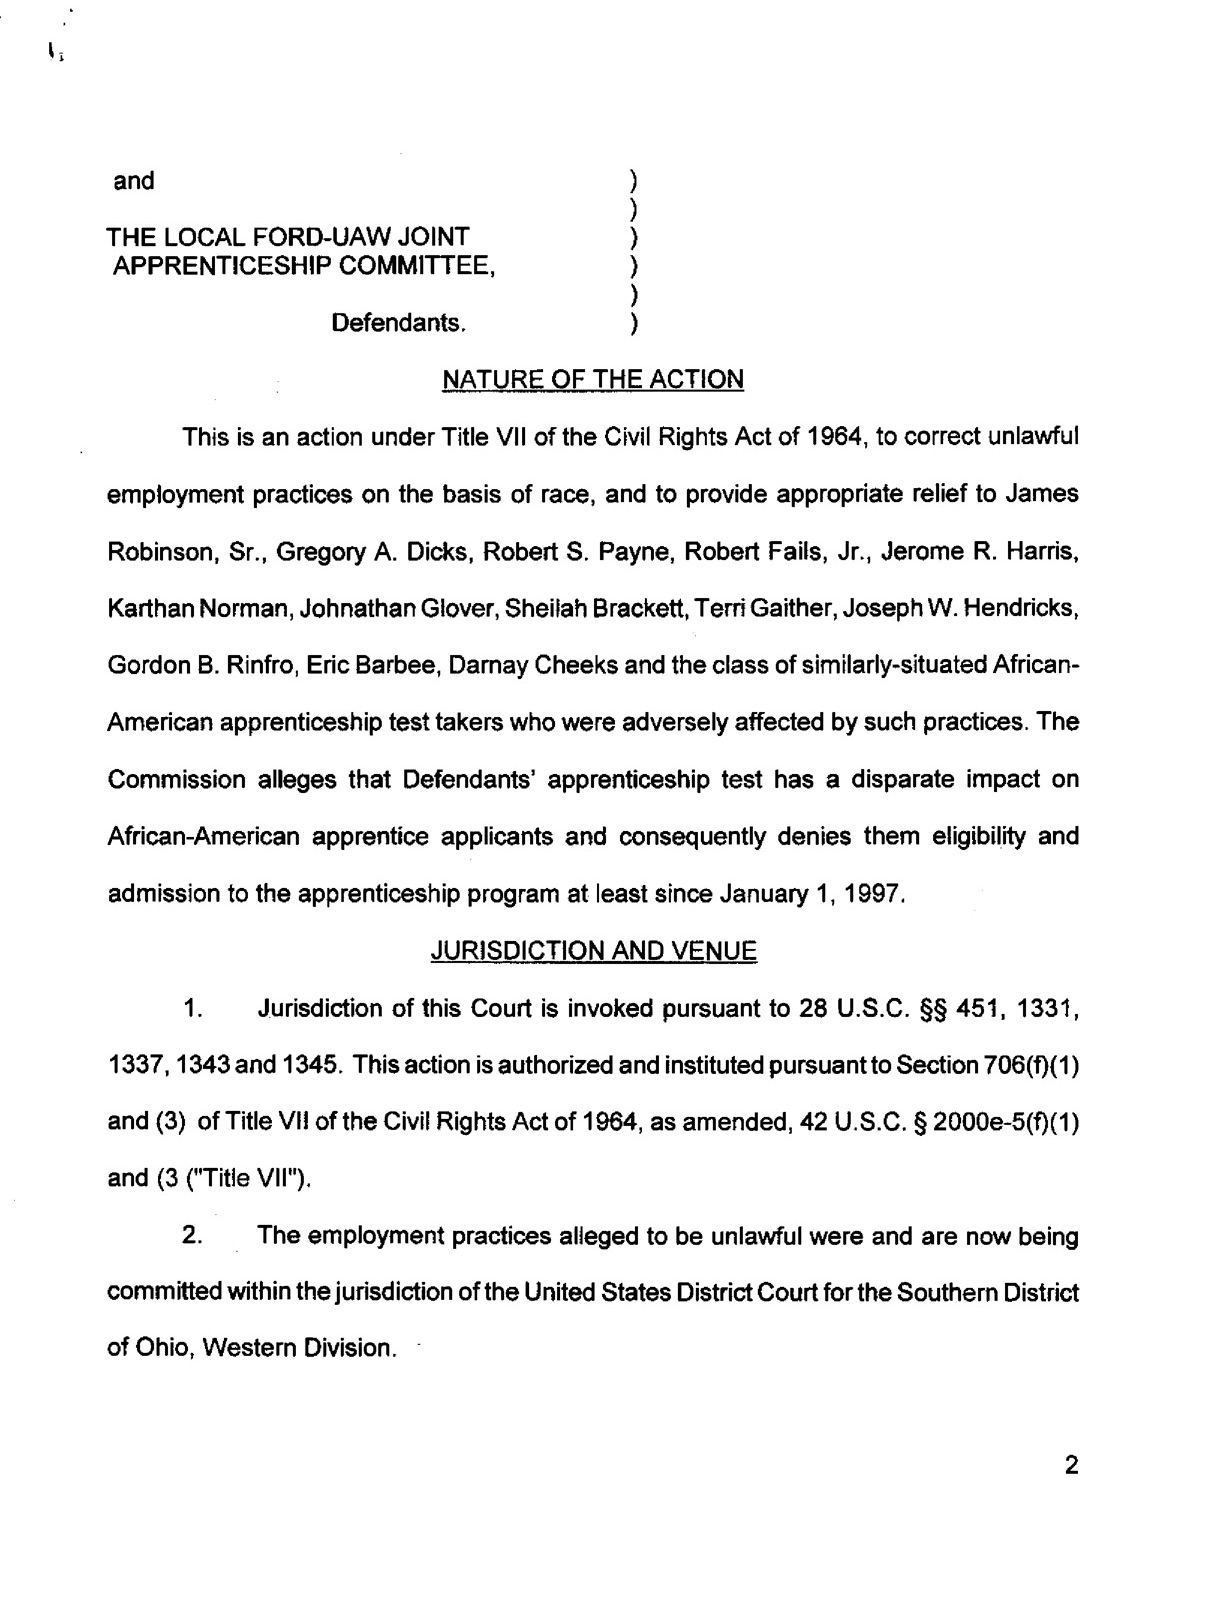 and )
)
THE LOCAL FORD-UAW JOINT )
APPRENTICESHIP COMMITTEE, )
)
Defendants. )
NATURE OF THE ACTION
This is an action under Title VII of the Civil Rights Act of 1964, to correct unlawful
employment practices on the basis of race, and to provide appropriate relief to James
Robinson, Sr., Gregory A. Dicks, Robert S. Payne, Robert Fails, Jr., Jerome R. Harris,
Karthan Norman, Johnathan Glover, Sheilah Brackett, Terri Gaither, Joseph W. Hendricks,
Gordon B. Rinfro, Eric Barbee, Darnay Cheeks and the class of similarly-situated African-
American apprenticeship test takers who were adversely affected by such practices. The
Commission alleges that Defendants' apprenticeship test has a disparate impact on
African-American apprentice applicants and consequently denies them eligibility and
admission to the apprenticeship program at least since January 1, 1997.
JURISDICTION AND VENUE
1. Jurisdiction of this Court is invoked pursuant to 28 U.S.C. §§ 451, 1331,
1337, 1343 and 1345. This action is authorized and instituted pursuant to Section 706(f)(1)
and (3) of Title VII of the Civil Rights Act of 1964, as amended, 42 U.S.C. § 2000e-5(f)(1)
and (3 ("Title VII").
2. The employment practices alleged to be unlawful were and are now being
committed within the jurisdiction of the United States District Court for the Southern District
of Ohio, Western Division.
2